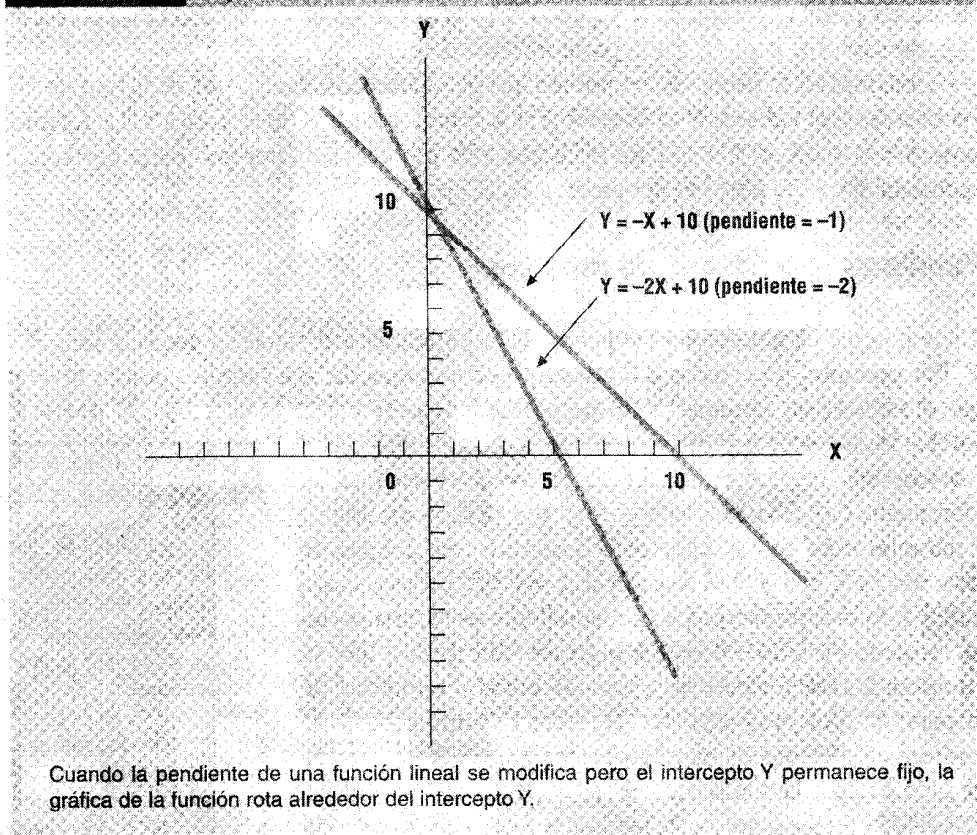 Y
10
Y = –X + 10 (pendiente = –1)
Y = –2X + 10 (pendiente = –2)
5
X
0
5
10
Cuando la pendiente de una función lineal se modifica pero el intercepto Y permanece fijo, la
gráfica de la función rota alrededor del intercepto Y.